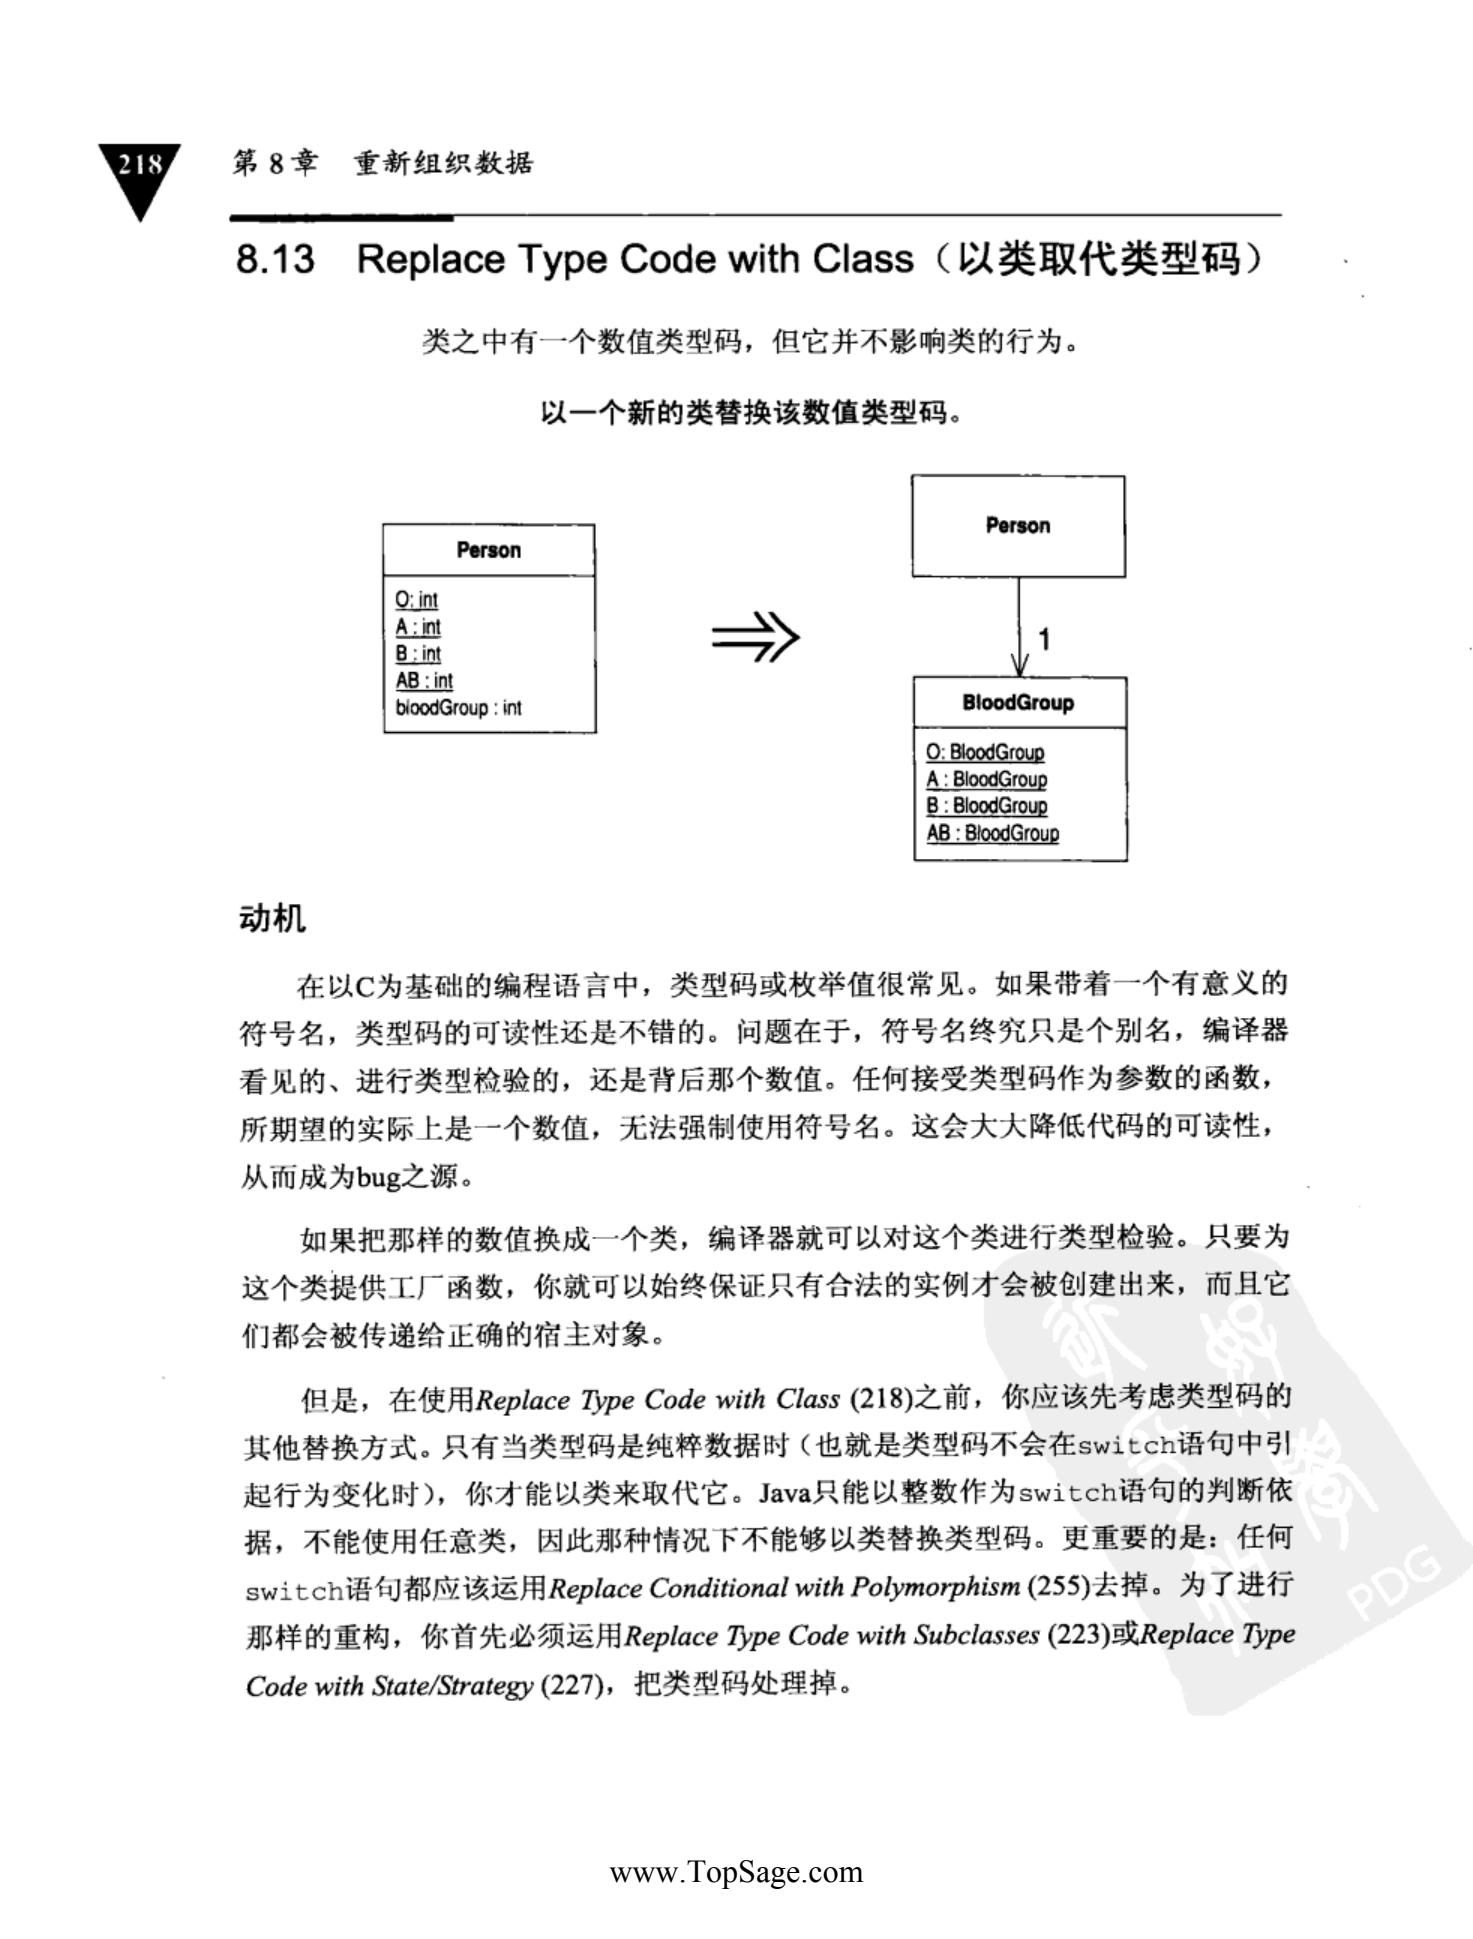 218
第 8 章 重新组织数据
8.13 Replace Type Code with Class（以类取代类型码）
类之中有一个数值类型码，但它并不影响类的行为。
以一个新的类替换该数值类型码。
Person
O: int
A : int
B : int
AB : int
bloodGroup : int
Person
1
BloodGroup
O: BloodGroup
A : BloodGroup
B : BloodGroup
AB : BloodGroup
动机
在以C为基础的编程语言中，类型码或枚举值很常见。如果带着一个有意义的
符号名，类型码的可读性还是不错的。问题在于，符号名终究只是个别名，编译器
看见的、进行类型检验的，还是背后那个数值。任何接受类型码作为参数的函数，
所期望的实际上是一个数值，无法强制使用符号名。这会大大降低代码的可读性，
从而成为bug之源。
如果把那样的数值换成一个类，编译器就可以对这个类进行类型检验。只要为
这个类提供工厂函数，你就可以始终保证只有合法的实例才会被创建出来，而且它
们都会被传递给正确的宿主对象。
但是，在使用Replace Type Code with Class (218)之前，你应该先考虑类型码的
其他替换方式。只有当类型码是纯粹数据时（也就是类型码不会在switch语句中引
起行为变化时），你才能以类来取代它。Java只能以整数作为switch语句的判断依
据，不能使用任意类，因此那种情况下不能够以类替换类型码。更重要的是：任何
switch语句都应该运用Replace Conditional with Polymorphism (255)去掉。为了进行
那样的重构，你首先必须运用Replace Type Code with Subclasses (223)或Replace Type
Code with State/Strategy (227)，把类型码处理掉。
PDG
www.TopSage.com